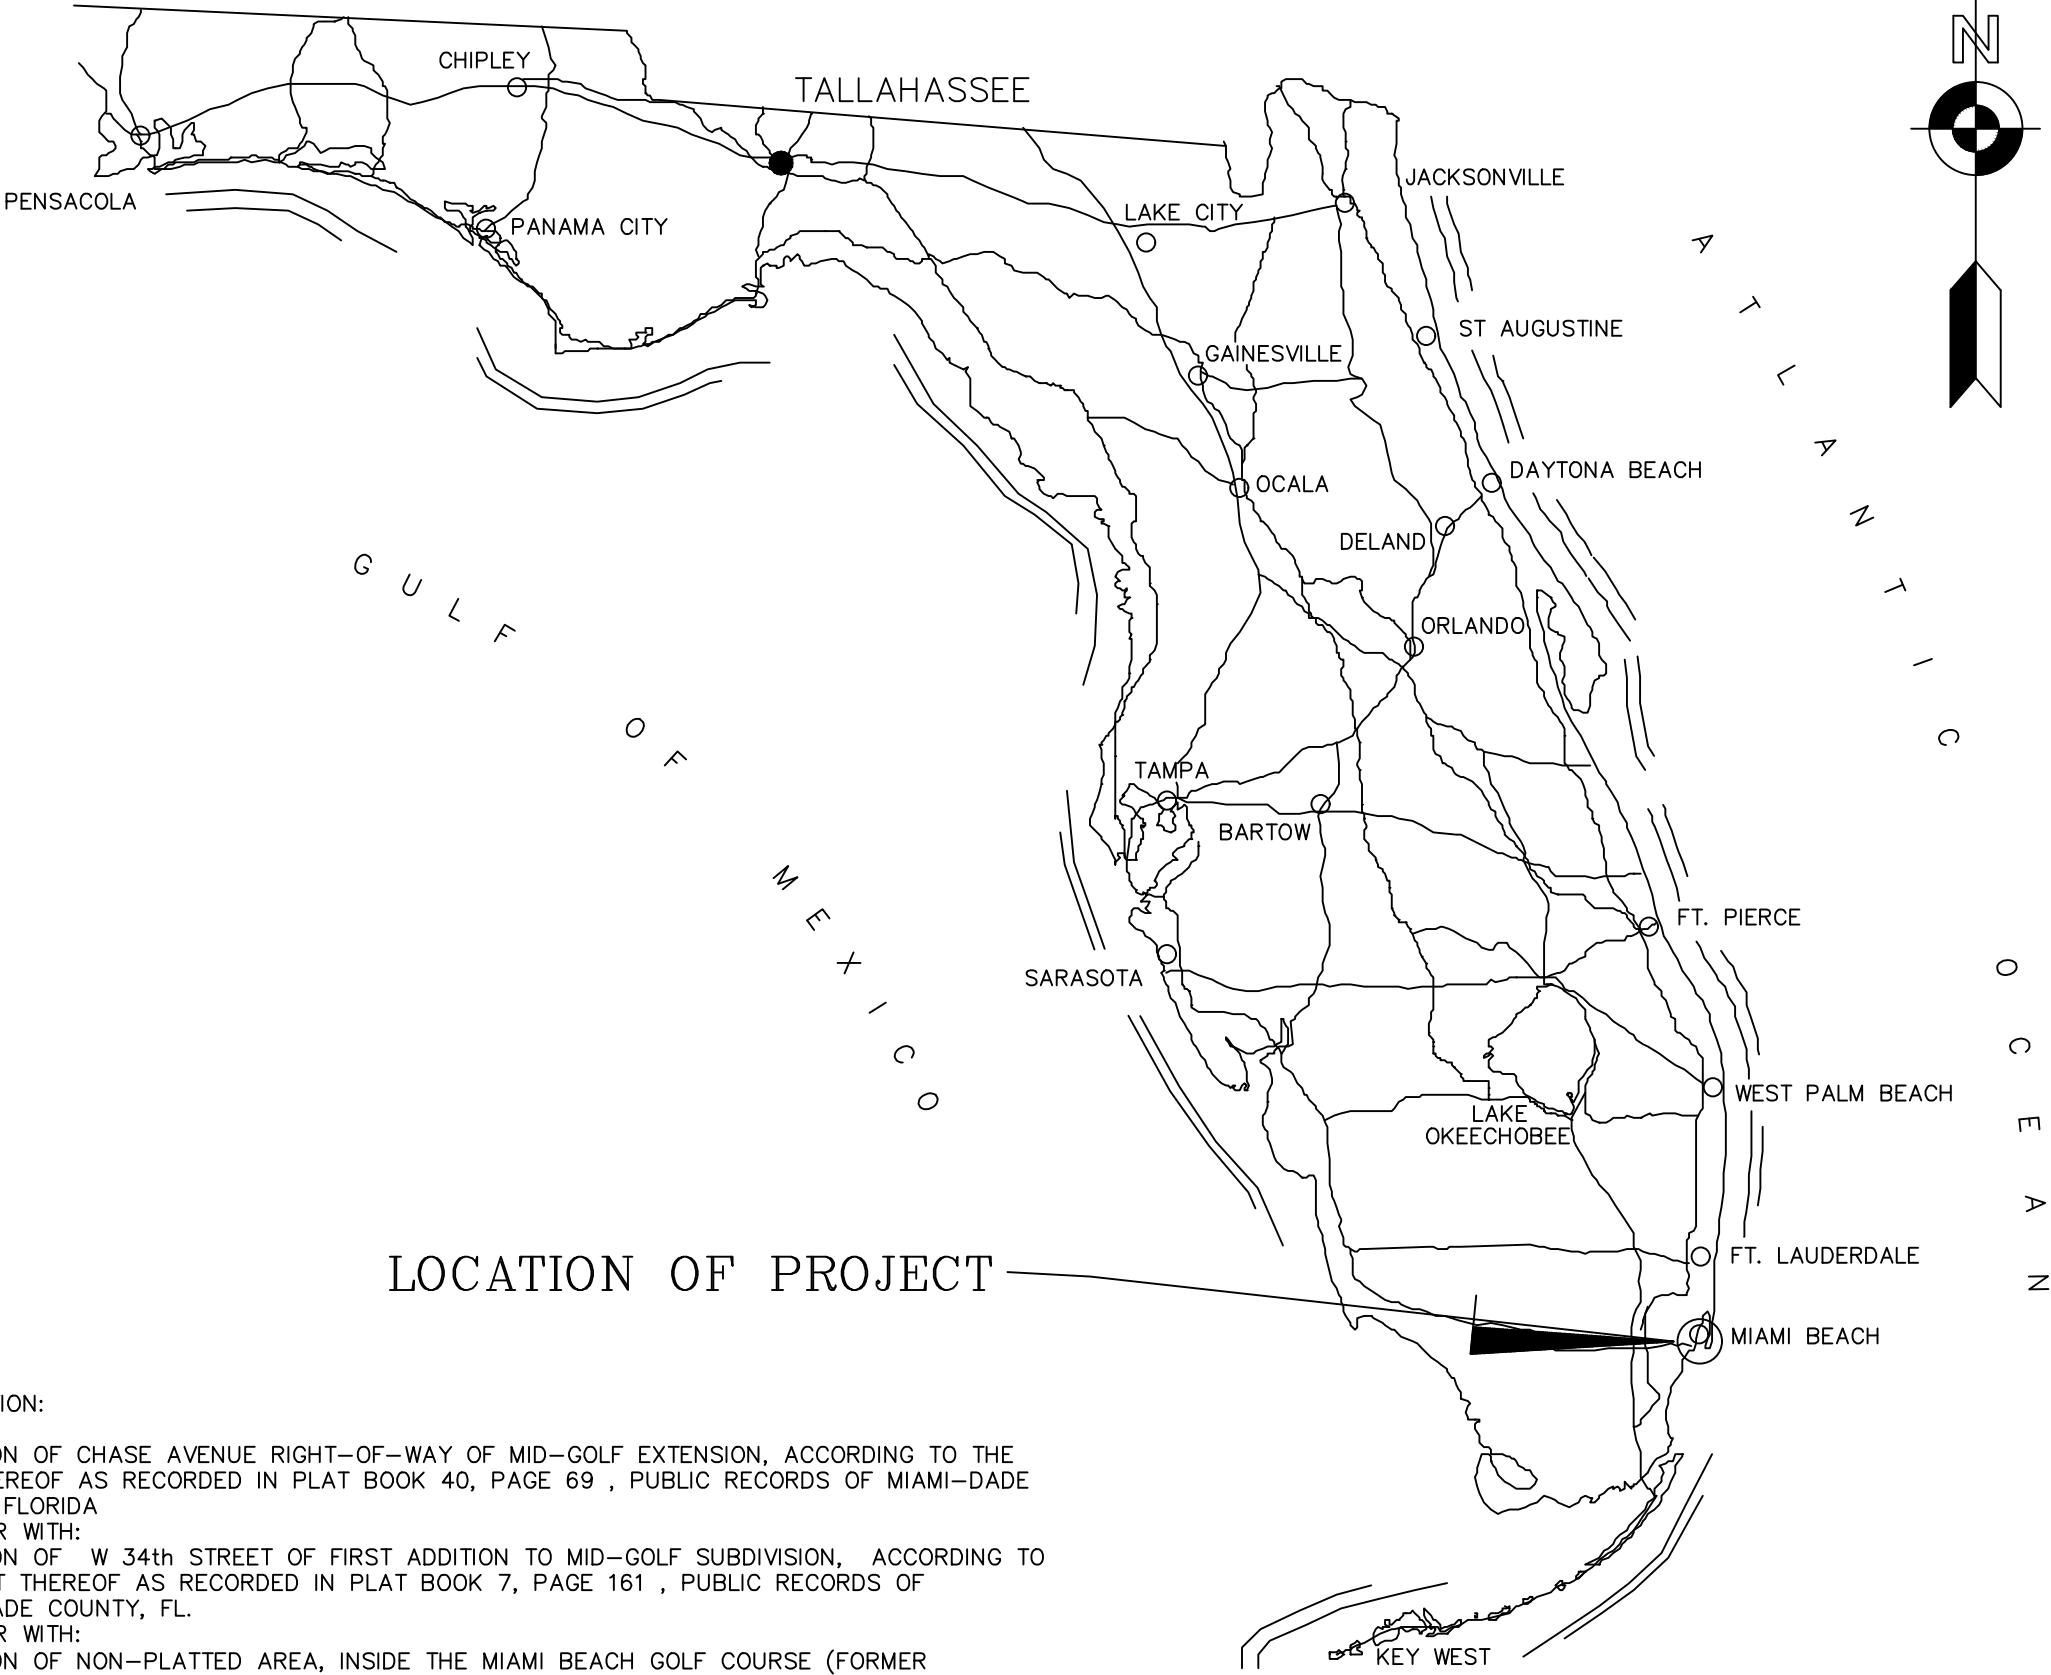 N
CHIPLEY
TALLAHASSEE
PENSACOLA
PANAMA CITY
JACKSONVILLE
LAKE CITY
ST AUGUSTINE
GAINESVILLE
DAYTONA BEACH
OCALA
DELAND
ORLANDO
ATLANTIC OCEAN
GULF OF MEXICO
TAMPA
BARTOW
FT. PIERCE
SARASOTA
WEST PALM BEACH
LAKE
OKEECHOBEE
FT. LAUDERDALE
LOCATION OF PROJECT
MIAMI BEACH
KEY WEST
ION:
ON OF CHASE AVENUE RIGHT-OF-WAY OF MID-GOLF EXTENSION, ACCORDING TO THE
EREOF AS RECORDED IN PLAT BOOK 40, PAGE 69 , PUBLIC RECORDS OF MIAMI-DADE
FLORIDA
R WITH:
ON OF W 34th STREET OF FIRST ADDITION TO MID-GOLF SUBDIVISION, ACCORDING TO
T THEREOF AS RECORDED IN PLAT BOOK 7, PAGE 161 , PUBLIC RECORDS OF
ADE COUNTY, FL.
R WITH:
ON OF NON-PLATTED AREA, INSIDE THE MIAMI BEACH GOLF COURSE (FORMER